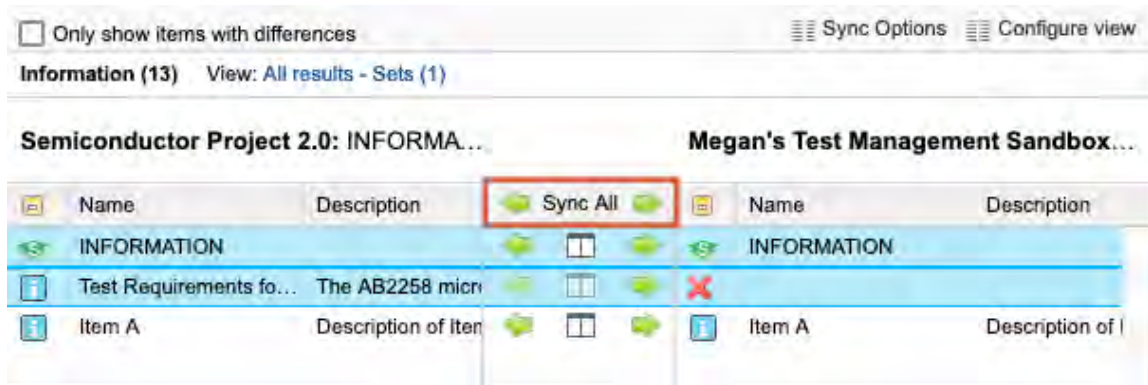 Only show items with differences Sync Options Configure view
Information (13) View: All results - Sets (1)
Semiconductor Project 2.0: INFORMA... Megan's Test Management Sandbox...
Name Description Sync All Name Description
INFORMATION INFORMATION
Test Requirements fo... The AB2258 micr
Item A Description of Iter Item A Description of I